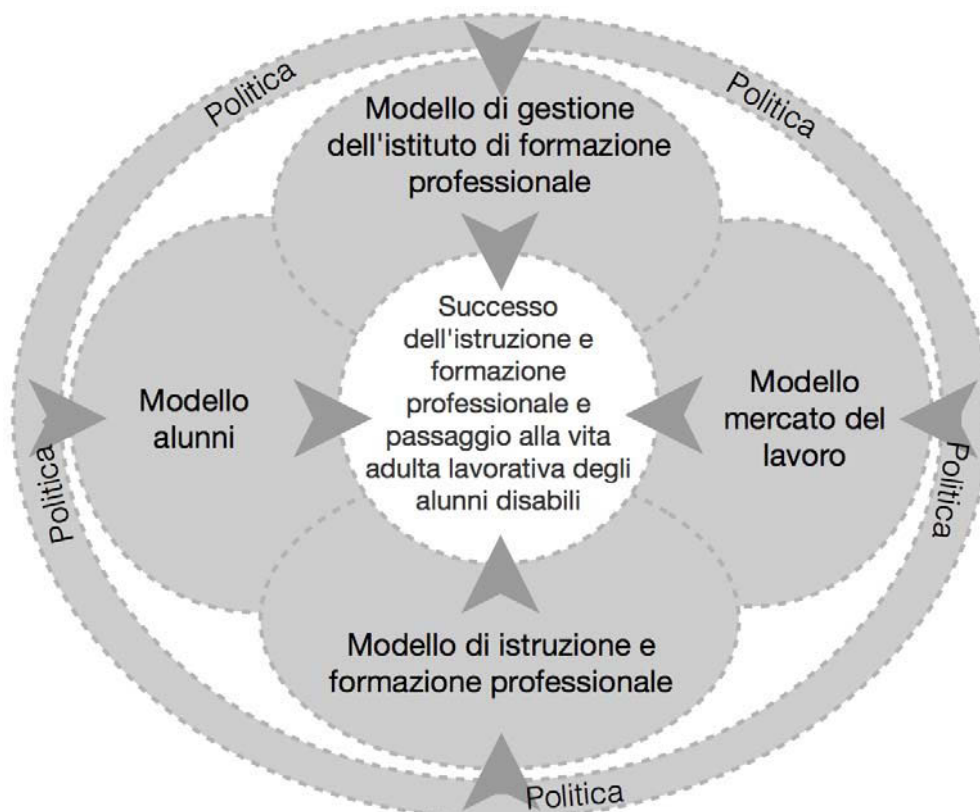 Politica
Politica
Modello di gestione
dell'istituto di formazione
professionale
Successo
dell'istruzione e
formazione
professionale e
passaggio alla vita
adulta lavorativa degli
alunni disabili
Modello
alunni
Modello
mercato del
lavoro
Politica
Politica
Modello di istruzione e
formazione professionale
Politica